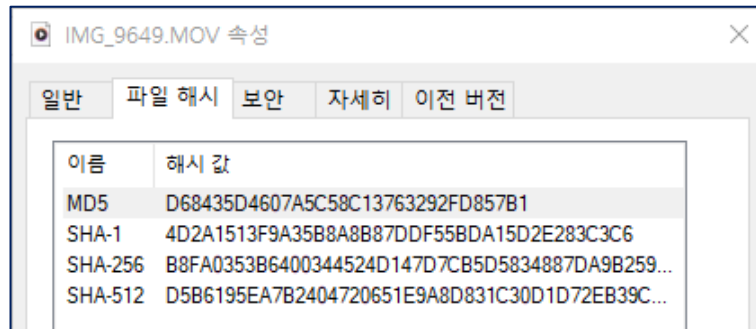 IMG_9649.MOV 속성
일반 파일 해시 보안 자세히 이전 버전
이름 해시 값
MD5 D68435D4607A5C58C13763292FD857B1
SHA-1 4D2A1513F9A35B8A8B87DDF55BDA15D2E283C3C6
SHA-256 B8FA0353B6400344524D147D7CB5D5834887DA9B259...
SHA-512 D5B6195EA7B2404720651E9A8D831C30D1D72EB39C...